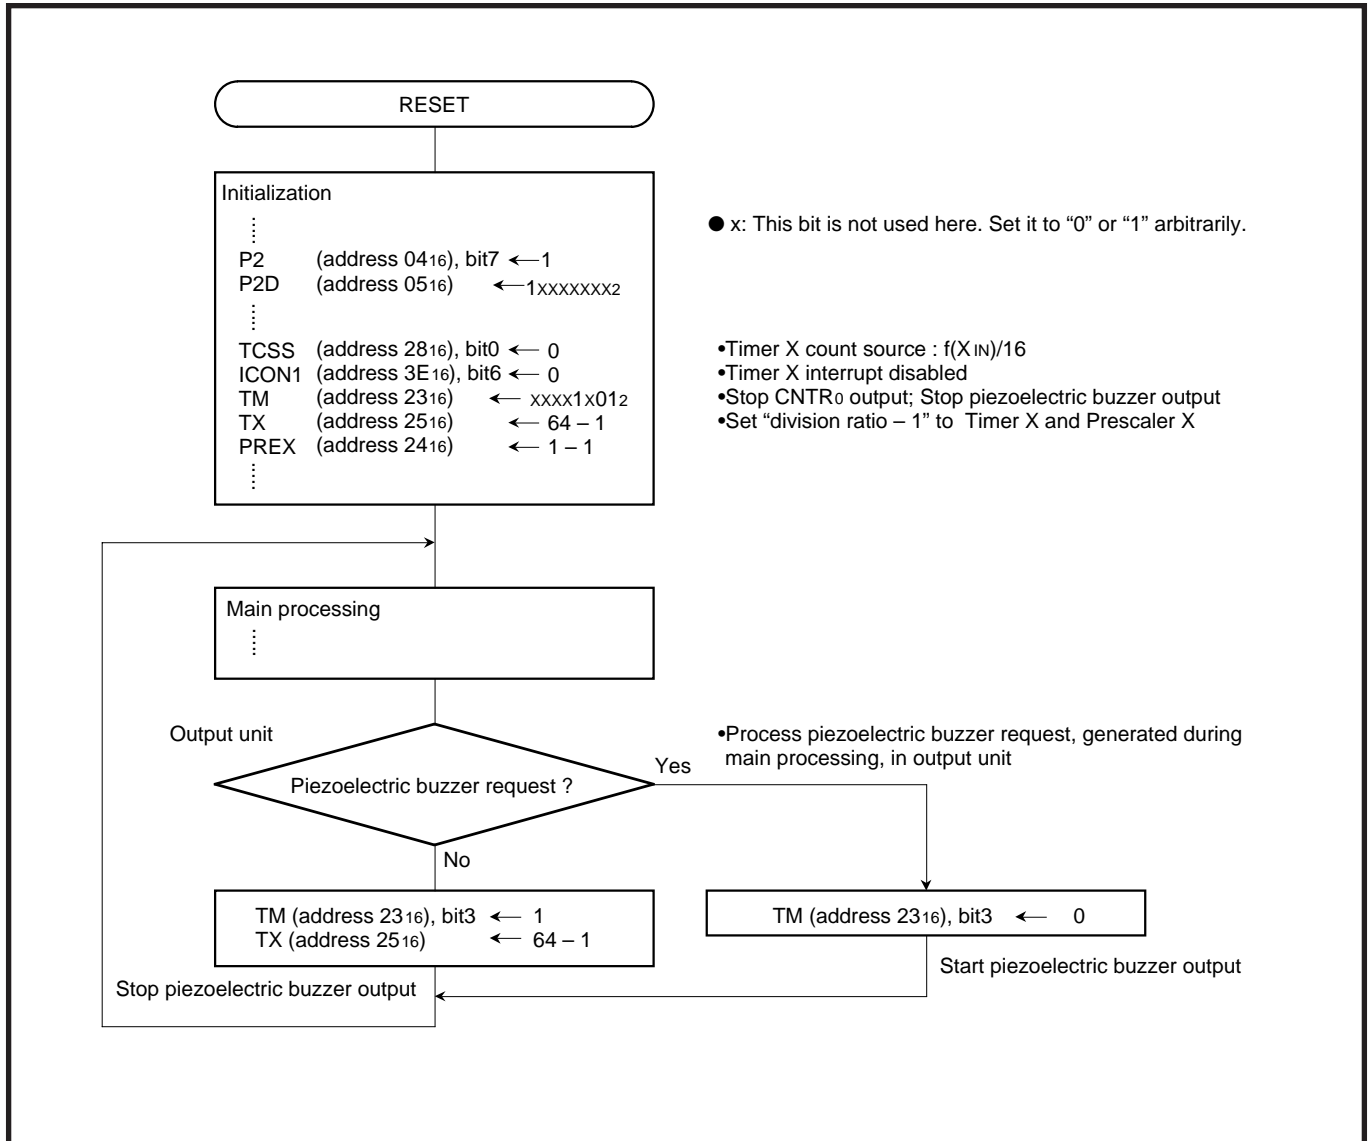 RESET
Initialization
● x: This bit is not used here. Set it to “0” or “1” arbitrarily.
P2 (address 0416), bit7 ←1
P2D (address 0516) ←1XXXXXXX2
TCSS (address 2816), bit0 ← 0
•Timer X count source : f(XIN)/16
ICON1 (address 3E16), bit6 ← 0
•Timer X interrupt disabled
TM (address 2316) ← XXXX1X012
•Stop CNTR0 output; Stop piezoelectric buzzer output
TX (address 2516) ← 64 – 1
•Set “division ratio – 1” to Timer X and Prescaler X
PREX (address 2416) ← 1 – 1
Main processing
Output unit
•Process piezoelectric buzzer request, generated during
main processing, in output unit
Piezoelectric buzzer request ?
Yes
No
TM (address 2316), bit3 ← 1
TX (address 2516) ← 64 – 1
TM (address 2316), bit3 ← 0
Start piezoelectric buzzer output
Stop piezoelectric buzzer output